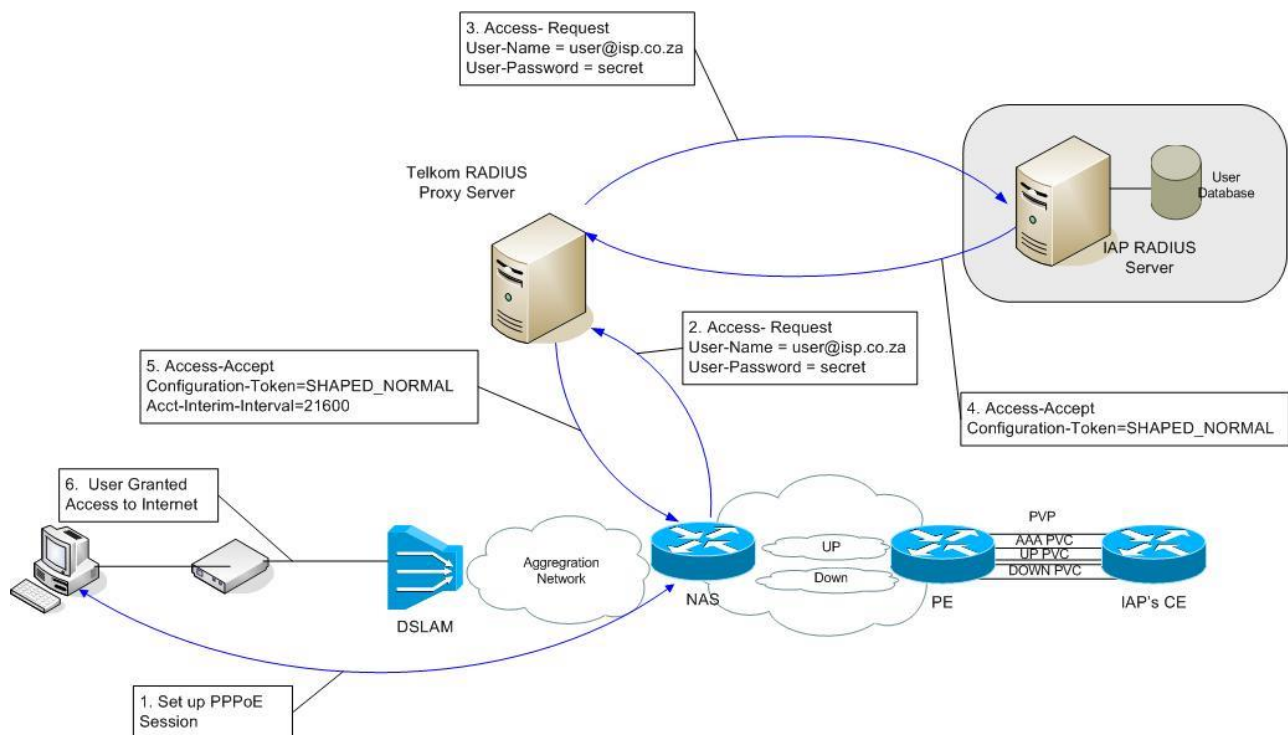 3. Access- Request
User-Name = user@isp.co.za
User-Password = secret
Telkom RADIUS
Proxy Server
User
Database
IAP RADIUS
Server
2. Access- Request
User-Name = user@isp.co.za
User-Password = secret
5. Access-Accept
Configuration-Token=SHAPED_NORMAL
Acct-Interim-Interval=21600
4. Access-Accept
Configuration-Token=SHAPED_NORMAL
6. User Granted
Access to Internet
Aggregration
Network
UP
Down
PVP
AAA PVC
UP PVC
DOWN PVC
NAS
PE
IAP's CE
DSLAM
1. Set up PPPoE
Session